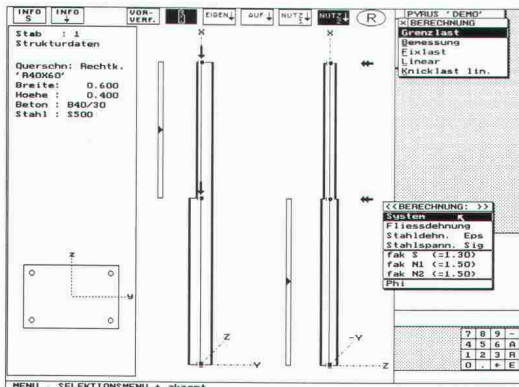 INFO S
INFO
VOR-VERF.
EIGEN
AUF
NUTZ 1
NUTZ 2
R
PYRUS 'DEMO'
BERECHNUNG
Grenzlast
Bemessung
Fixlast
Linear
Knicklast lin.
Stab : 1
Strukturdaten
Querschn: Rechtk.
'R40X60'
Breite: 0.600
Hoehe : 0.400
Beton : B40/30
Stahl : S500
z
y
X
Z
Y
X
-Y
Z
<<BERECHNUNG: >>
System
Fliessdehnung
Stahldehn. Eps
Stahlspann. Sig
fak S (=1.30)
fak N1 (=1.50)
fak N2 (=1.50)
Phi
7 8 9 -
4 5 6 A
1 2 3 R
0 . + E
MENU - SELEKTIONSMENU + akzept